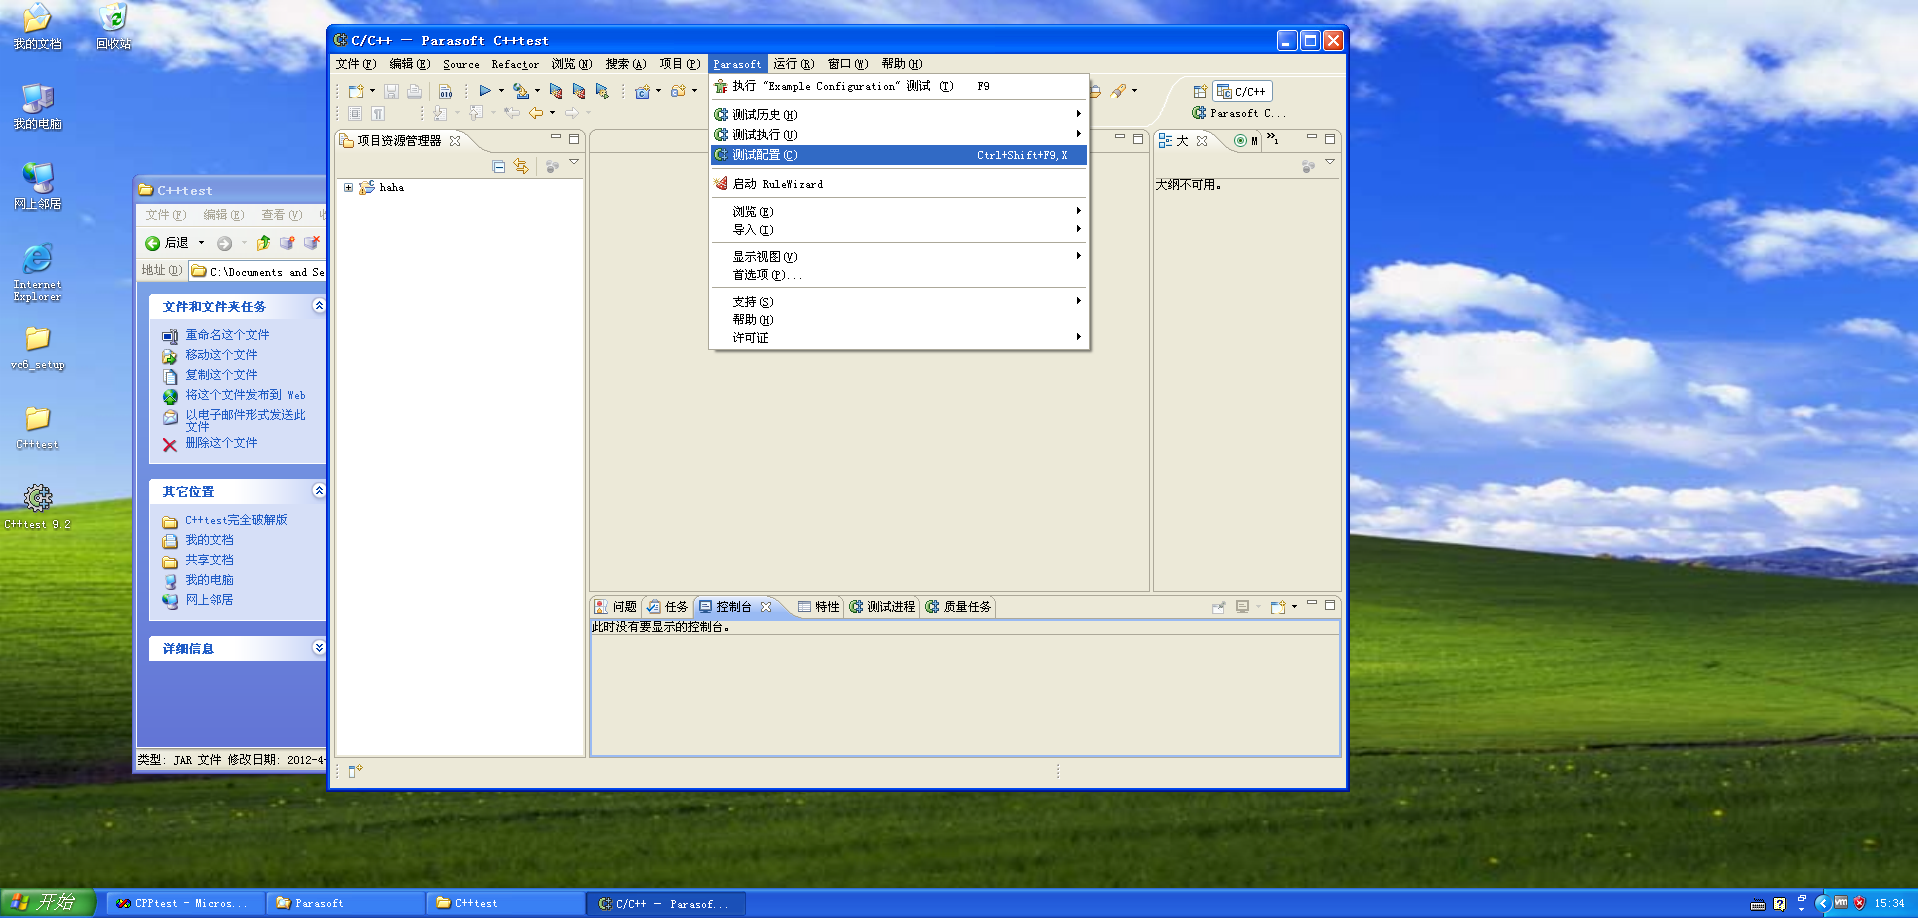 我的文档
回收站
我的电脑
网上邻居
Internet
Explorer
vc6_setup
C++test
C++test 9.2
C++test
文件(F) 编辑(E) 查看(V)
后退
地址(D) C:\Documents and Se
文件和文件夹任务
重命名这个文件
移动这个文件
复制这个文件
将这个文件发布到 Web
以电子邮件形式发送此
文件
删除这个文件
其它位置
C++test完全破解版
我的文档
共享文档
我的电脑
网上邻居
详细信息
类型: JAR 文件 修改日期: 2012-4-
C/C++ - Parasoft C++test
文件(F) 编辑(E) Source Refactor 浏览(N) 搜索(A) 项目(P) Parasoft 运行(R) 窗口(W) 帮助(H)
010
C/C++
Parasoft C...
项目资源管理器
haha
执行 "Example Configuration" 测试 (T) F9
测试历史(H)
测试执行(U)
测试配置(C) Ctrl+Shift+F9,X
启动 RuleWizard
浏览(E)
导入(I)
显示视图(V)
首选项(P)...
支持(S)
帮助(H)
许可证
大 M »1
大纲不可用。
问题 任务 控制台 特性 测试进程 质量任务
此时没有要显示的控制台。
开始 CPPtest - Micros... Parasoft C++test C/C++ - Parasof... 15:34